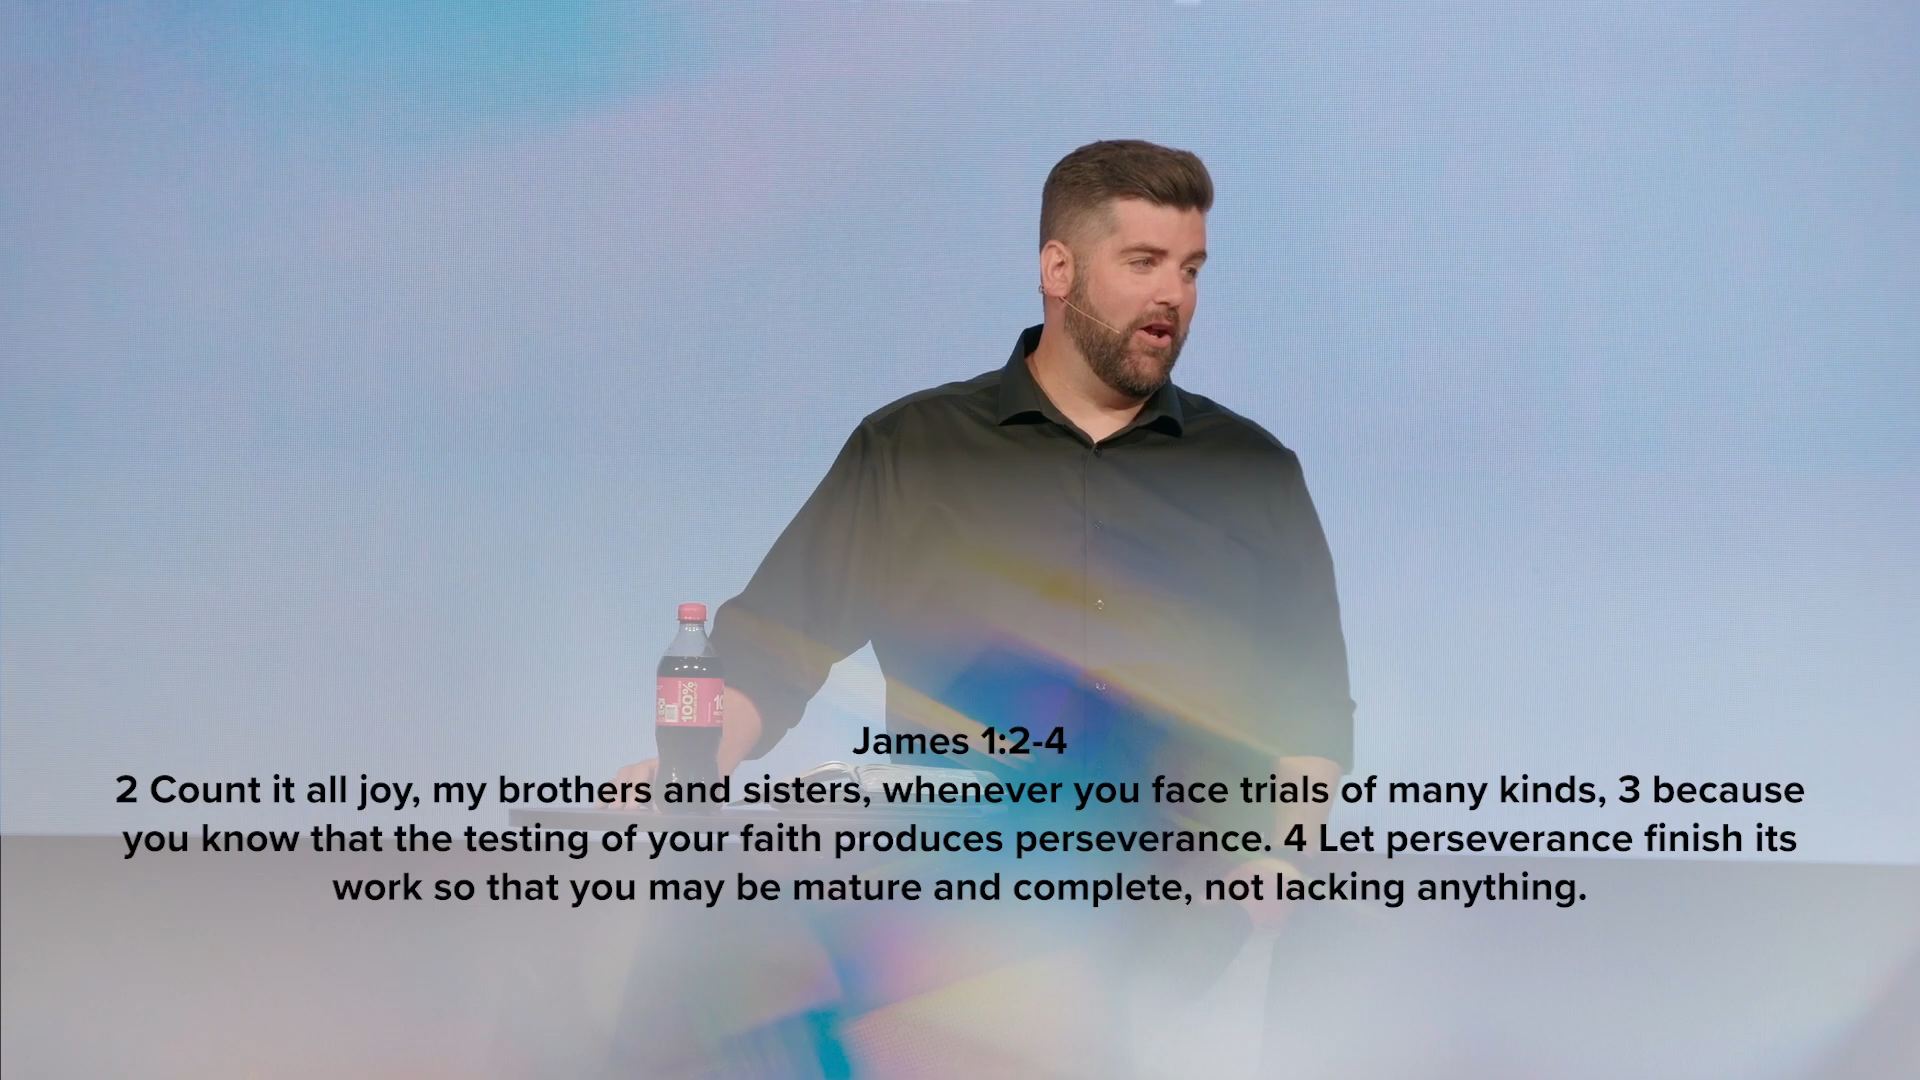 James 1:2-4
2 Count it all joy, my brothers and sisters, whenever you face trials of many kinds, 3 because
you know that the testing of your faith produces perseverance. 4 Let perseverance finish its
work so that you may be mature and complete, not lacking anything.
100%